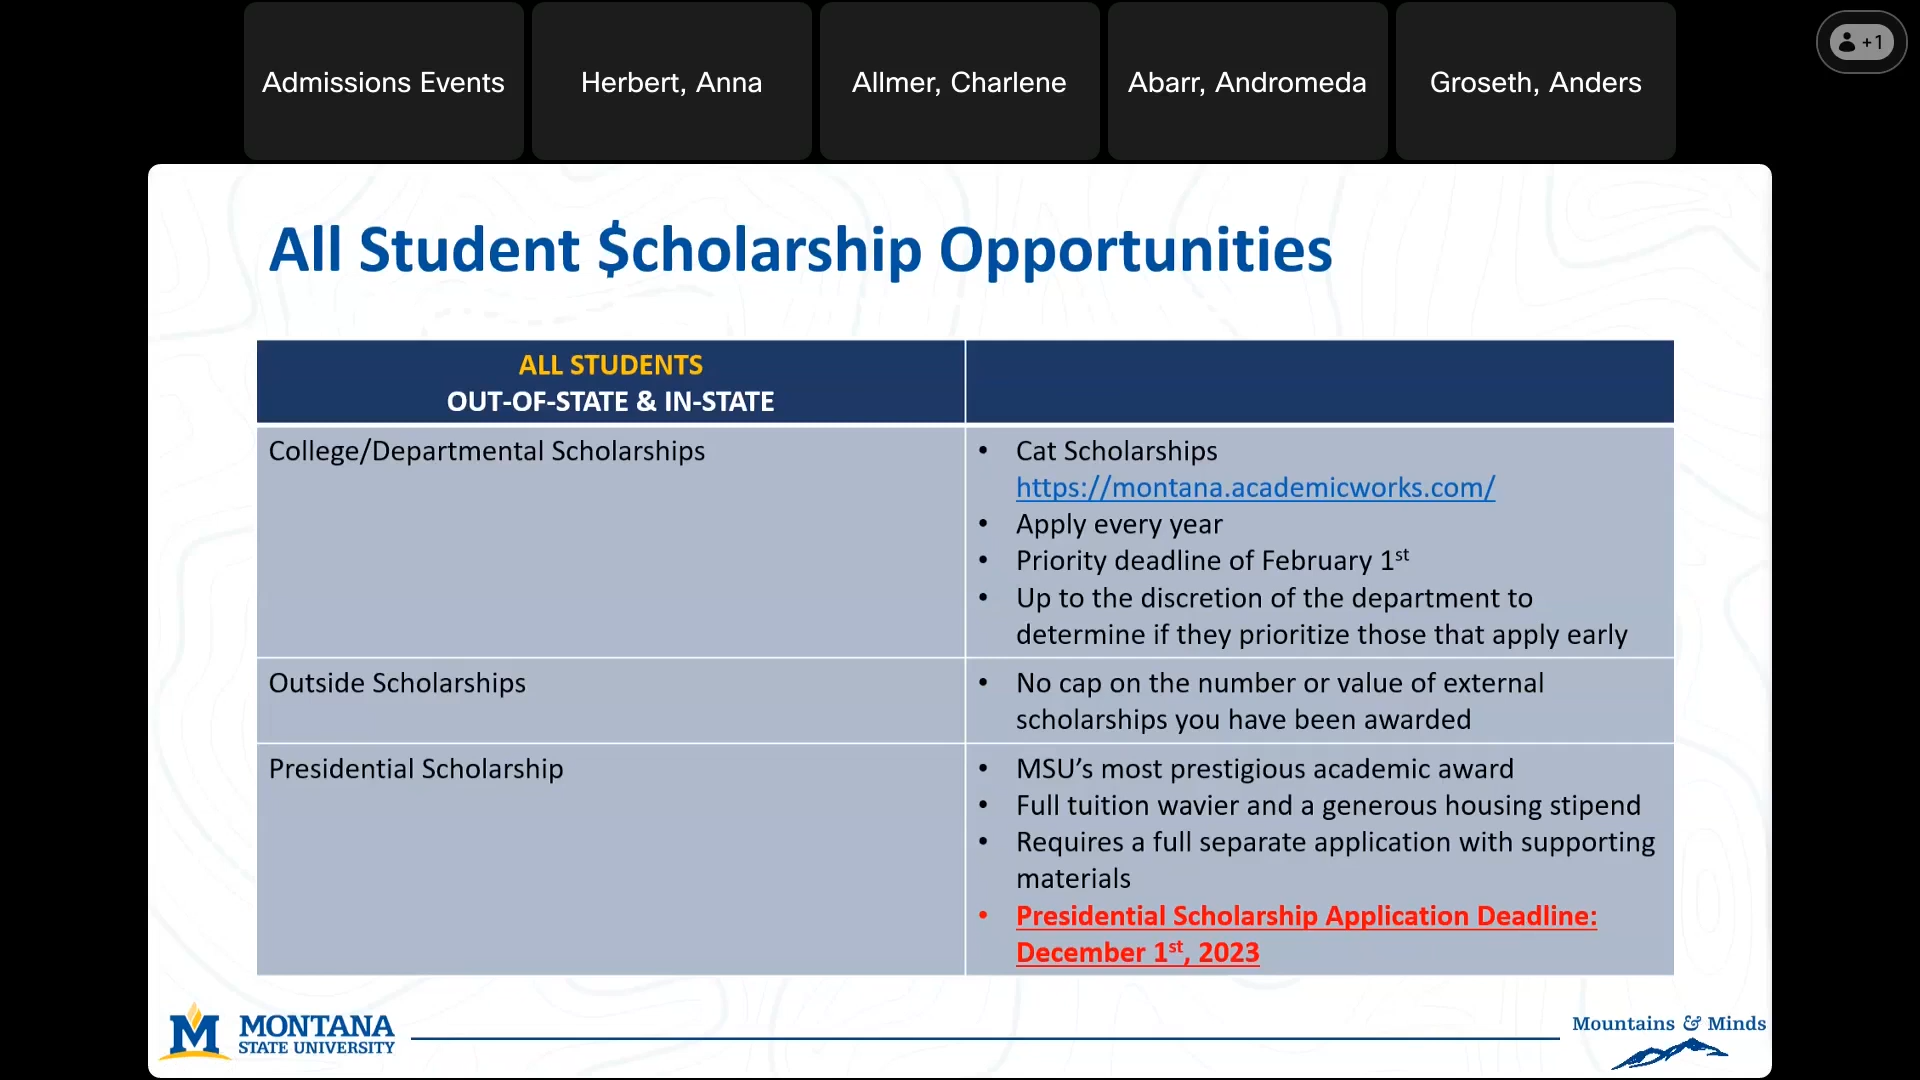 Admissions Events
Herbert, Anna
Allmer, Charlene
Abarr, Andromeda
Groseth, Anders
+1
All Student $cholarship Opportunities
ALL STUDENTS
OUT-OF-STATE & IN-STATE
College/Departmental Scholarships
• Cat Scholarships
https://montana.academicworks.com/
• Apply every year
• Priority deadline of February 1st
• Up to the discretion of the department to
determine if they prioritize those that apply early
Outside Scholarships
• No cap on the number or value of external
scholarships you have been awarded
Presidential Scholarship
• MSU’s most prestigious academic award
• Full tuition wavier and a generous housing stipend
• Requires a full separate application with supporting
materials
• Presidential Scholarship Application Deadline:
December 1st, 2023
M MONTANA
STATE UNIVERSITY
Mountains & Minds